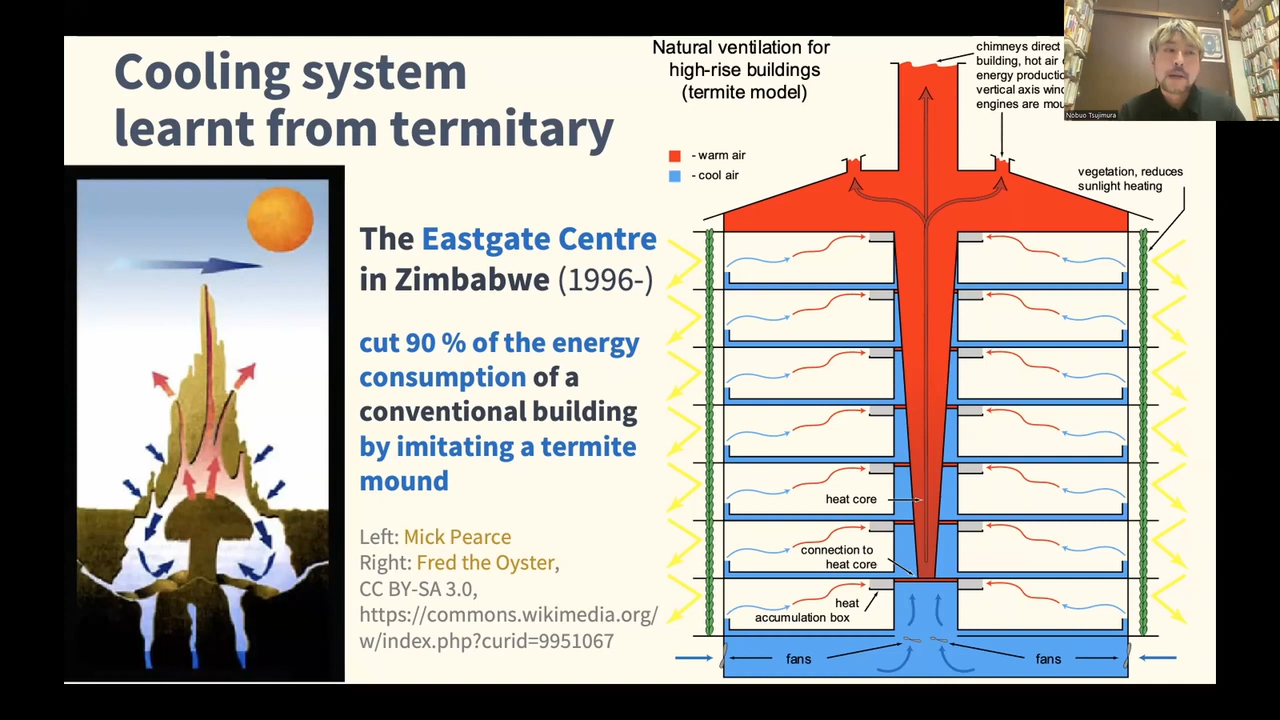 Cooling system
learnt from termitary
The Eastgate Centre
in Zimbabwe (1996-)
cut 90 % of the energy
consumption of a
conventional building
by imitating a termite
mound
Left: Mick Pearce
Right: Fred the Oyster,
CC BY-SA 3.0,
https://commons.wikimedia.org/
w/index.php?curid=9951067
Natural ventilation for
high-rise buildings
(termite model)
- warm air
- cool air
chimneys direct
building, hot air
energy
vertical axis
engines are
vegetation, reduces
sunlight heating
heat core
connection to
heat core
heat
accumulation box
fans
fans
Nobuo Tsujimura